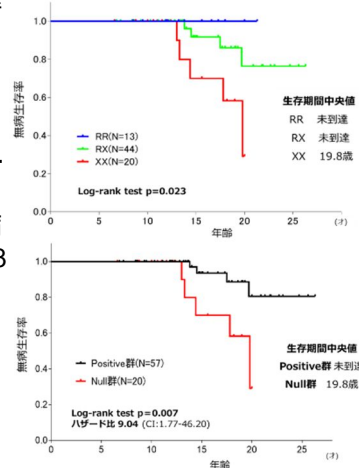 1.0
0.8
0.6
0.4
0.2
0.0
無病生存率
RR(N=13)
RX(N=44)
XX(N=20)
Log-rank test p=0.023
生存期間中央値
RR 未到達
RX 未到達
XX 19.8歳
0 5 10 15 20 25 (才)
年齢
1.0
0.8
0.6
0.4
0.2
0.0
無病生存率
Positive群(N=57)
Null群(N=20)
Log-rank test p=0.007
ハザード比 9.04 (CI:1.77-46.20)
生存期間中央値
Positive群 未到達
Null群 19.8歳
0 5 10 15 20 25 (才)
年齢